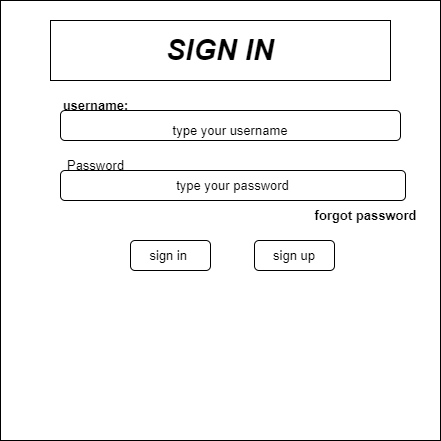 SIGN IN
username:
type your username
Password
type your password
forgot password
sign in
sign up